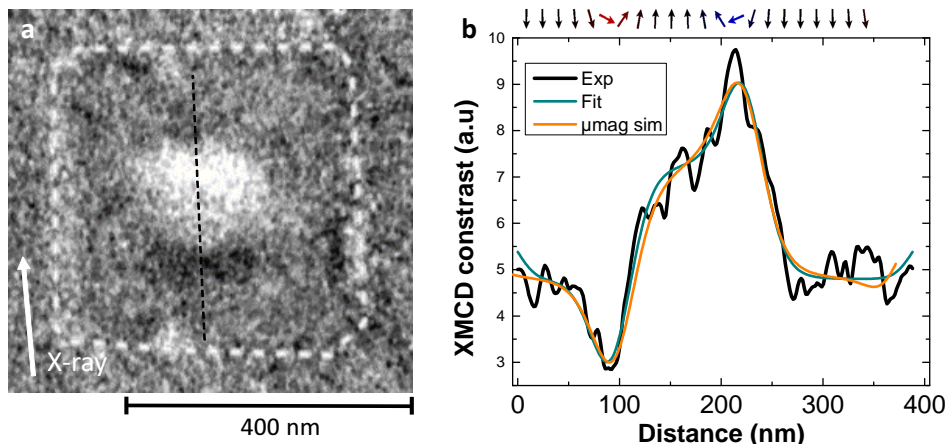 a
X-ray
400 nm
b
Exp
Fit
µmag sim
XMCD constrast (a.u)
10
9
8
7
6
5
4
3
0
100
200
300
400
Distance (nm)